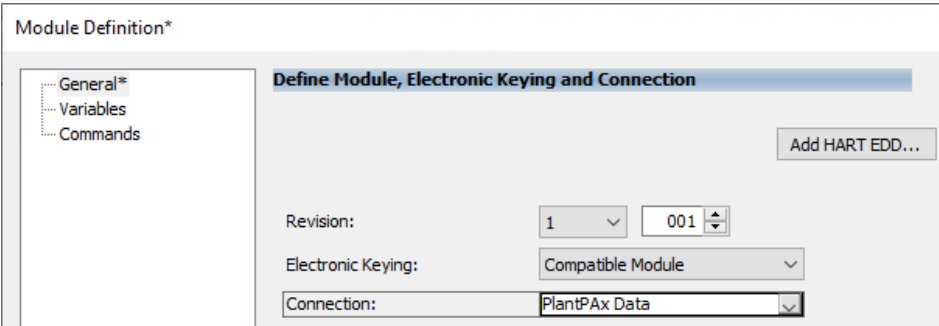 Module Definition*
General*
Variables
Commands
Define Module, Electronic Keying and Connection
Add HART EDD...
Revision: 1 001
Electronic Keying: Compatible Module
Connection: PlantPAx Data